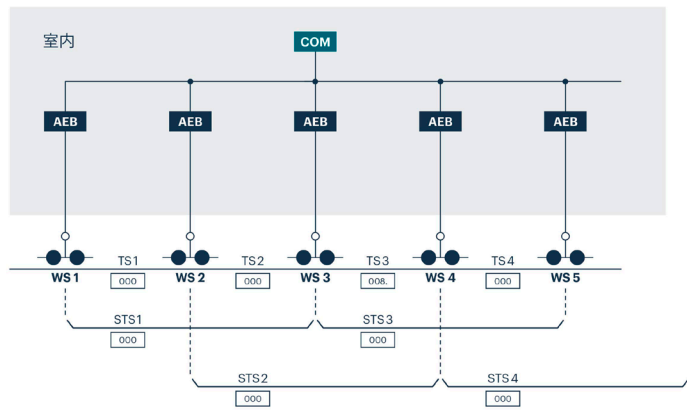 室内
COM
AEB AEB AEB AEB AEB
TS1 TS2 TS3 TS4
WS 1 000 WS 2 000 WS 3 008. WS 4 000 WS 5
STS1 STS3
000 000
STS2 STS4
000 000